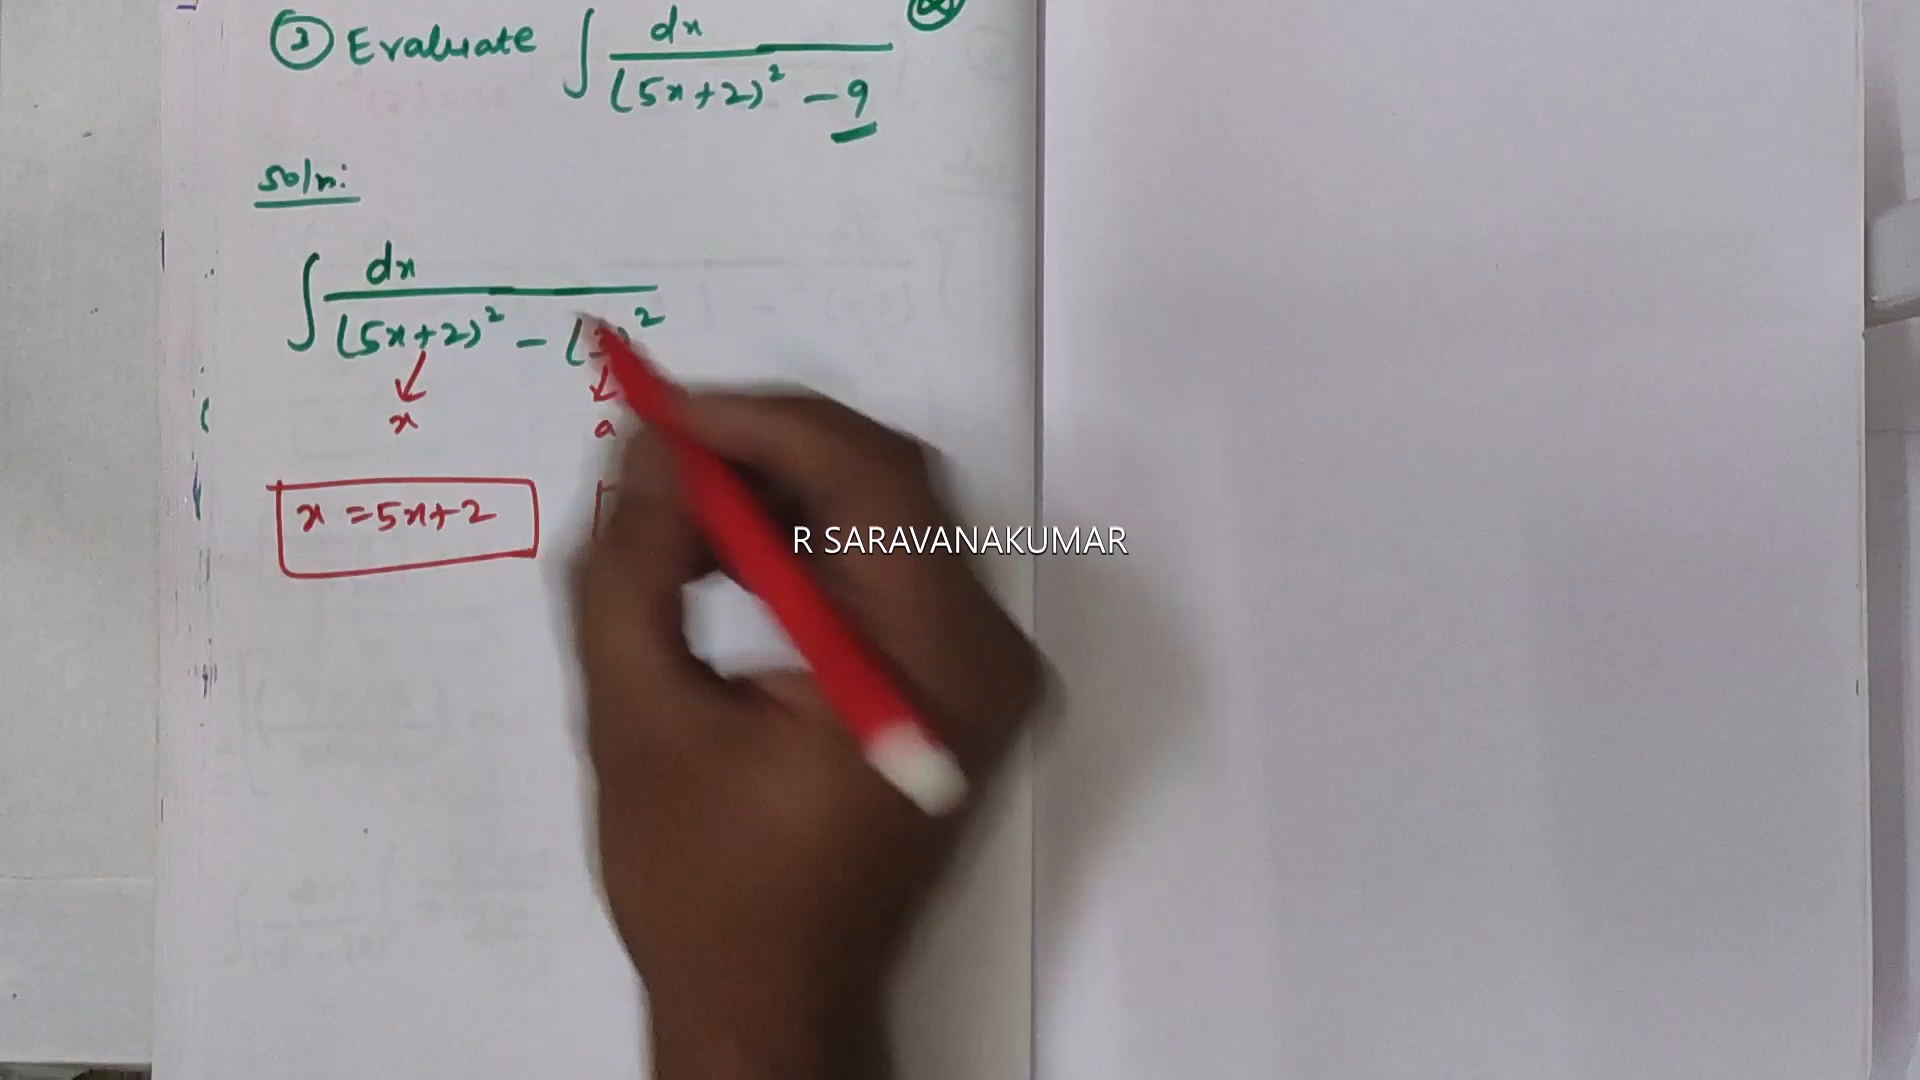 ③ Evaluate ∫ dx / (5x+2)² - 9
Soln:
∫ dx / (5x+2)² - (3)²
x a
x = 5x+2
R SARAVANAKUMAR